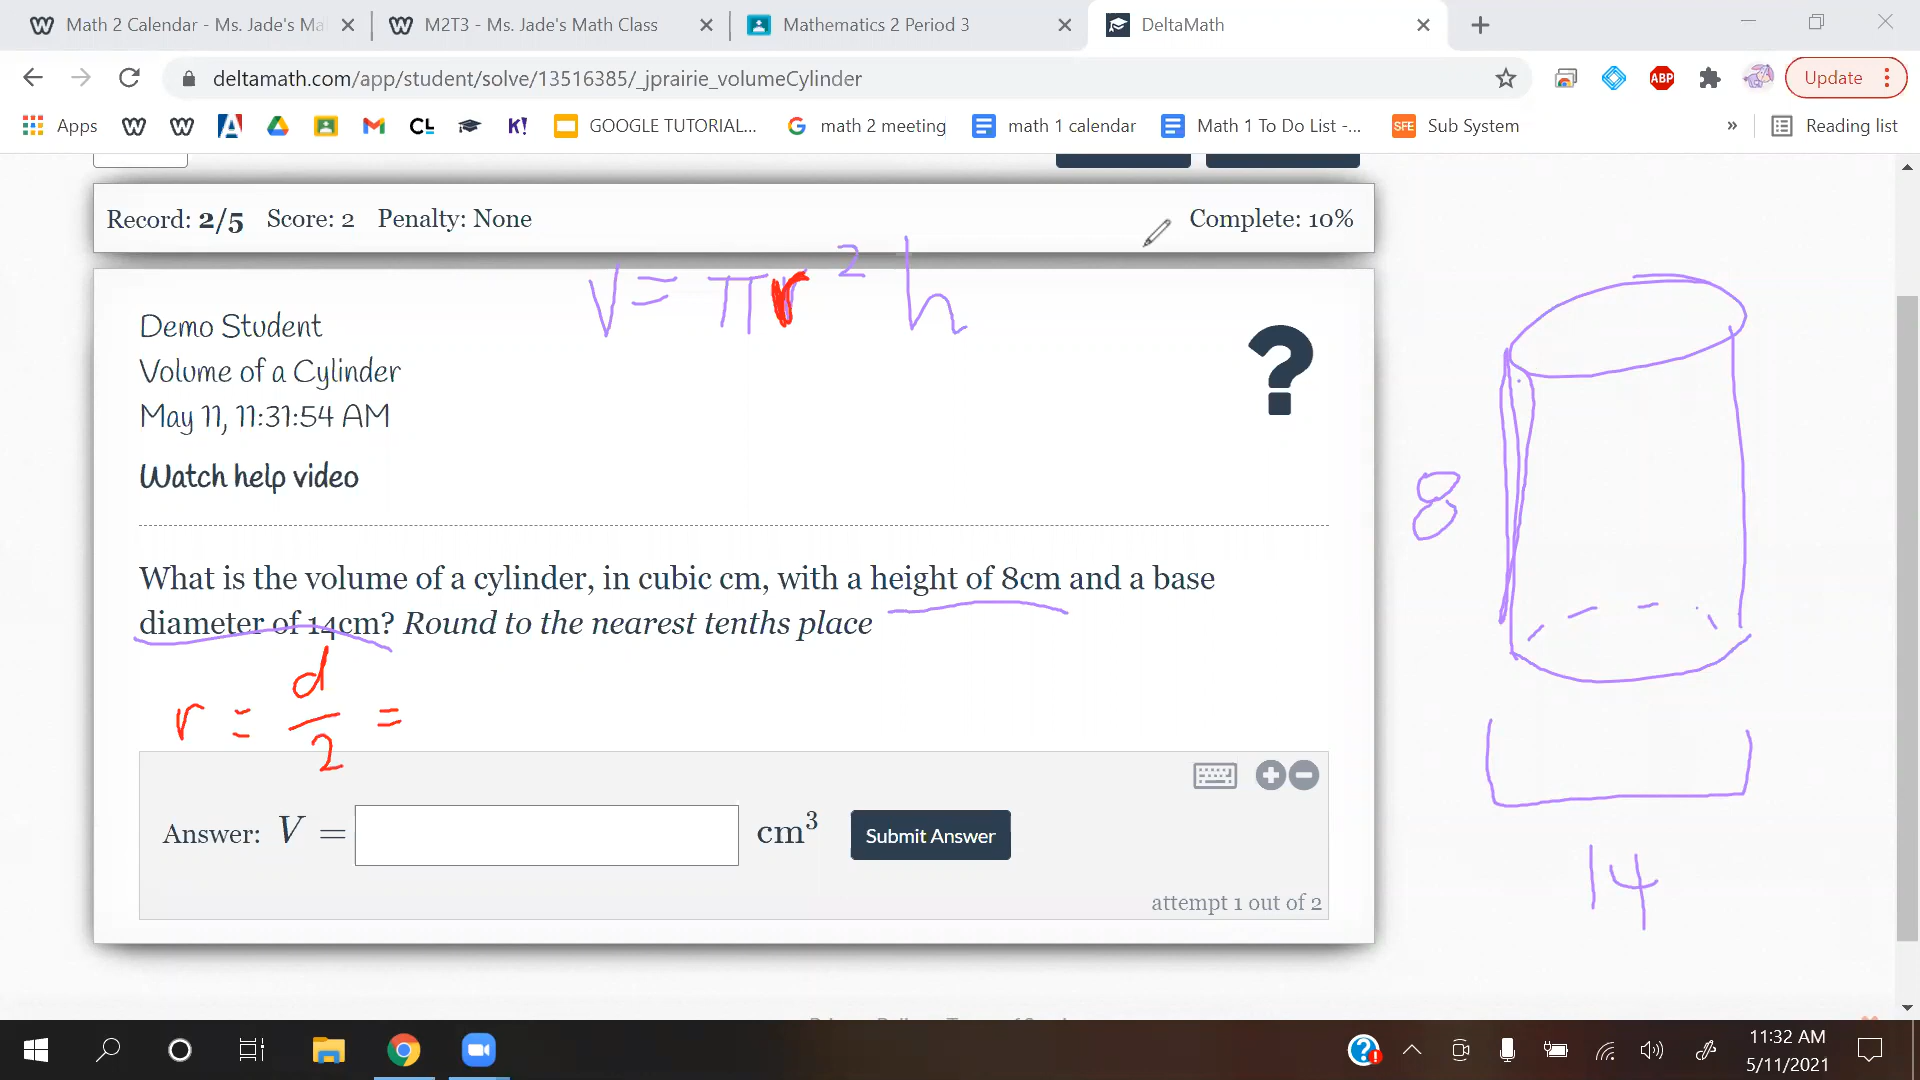 Math 2 Calendar - Ms. Jade's Ma
M2T3 - Ms. Jade's Math Class
Mathematics 2 Period 3
DeltaMath
deltamath.com/app/student/solve/13516385/_jprairie_volumeCylinder
ABP
Update
Apps
CL
K!
GOOGLE TUTORIAL...
math 2 meeting
math 1 calendar
Math 1 To Do List -...
SFE
Sub System
»
Reading list
Record: 2/5 Score: 2 Penalty: None
Complete: 10%
V = πr² h
Demo Student
Volume of a Cylinder
May 11, 11:31:54 AM
?
Watch help video
8
What is the volume of a cylinder, in cubic cm, with a height of 8cm and a base
diameter of 14cm? Round to the nearest tenths place
r = d/2 =
Answer: V = cm³
Submit Answer
attempt 1 out of 2
14
11:32 AM
5/11/2021